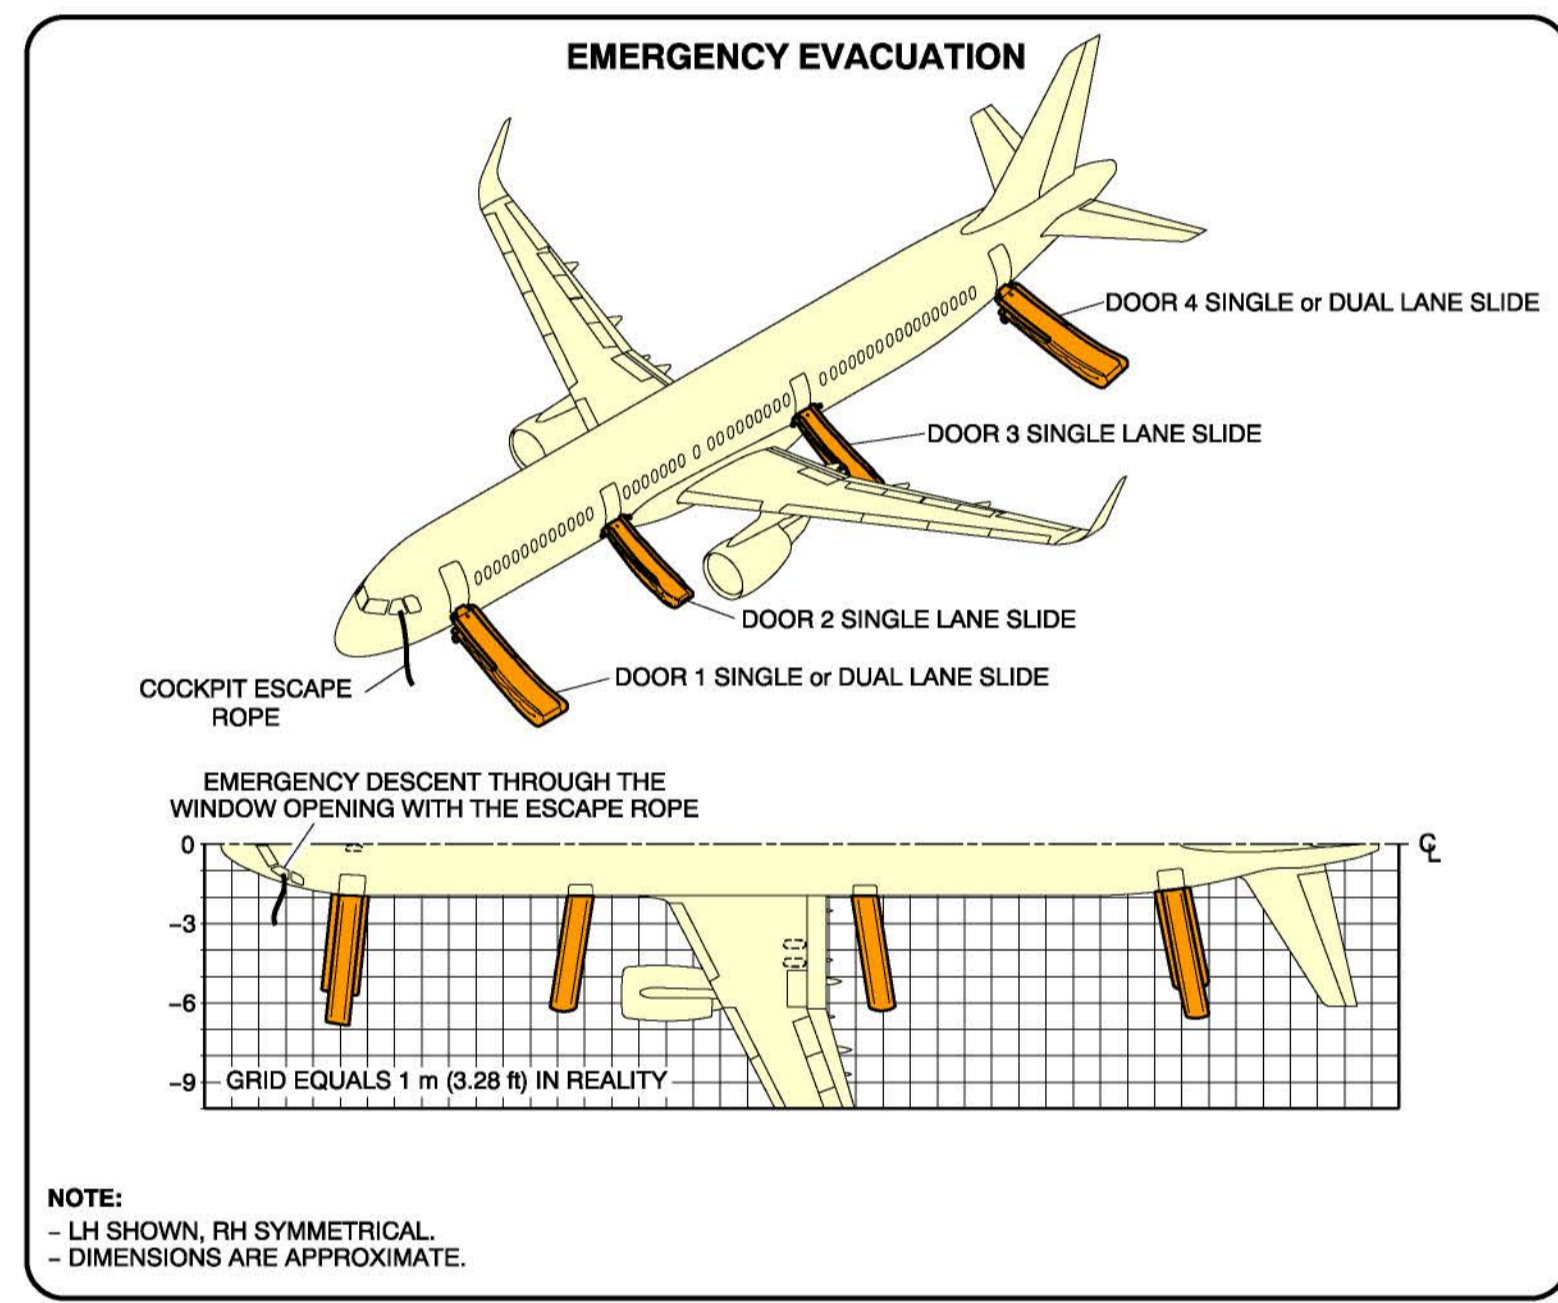 EMERGENCY EVACUATION
DOOR 4 SINGLE or DUAL LANE SLIDE
DOOR 3 SINGLE LANE SLIDE
DOOR 2 SINGLE LANE SLIDE
DOOR 1 SINGLE or DUAL LANE SLIDE
COCKPIT ESCAPE
ROPE
EMERGENCY DESCENT THROUGH THE
WINDOW OPENING WITH THE ESCAPE ROPE
0
℄
–3
–6
–9
GRID EQUALS 1 m (3.28 ft) IN REALITY
NOTE:
– LH SHOWN, RH SYMMETRICAL.
– DIMENSIONS ARE APPROXIMATE.